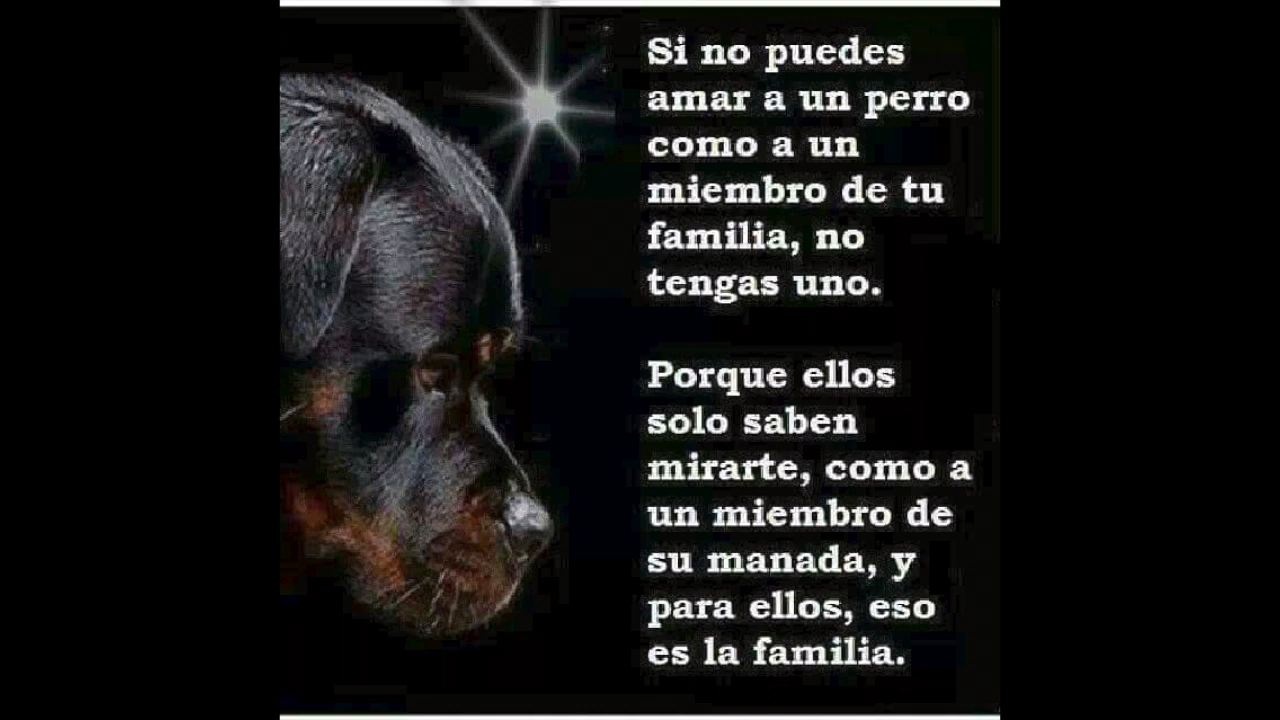 Si no puedes
amar a un perro
como a un
miembro de tu
familia, no
tengas uno.
Porque ellos
solo saben
mirarte, como a
un miembro de
su manada, y
para ellos, eso
es la familia.